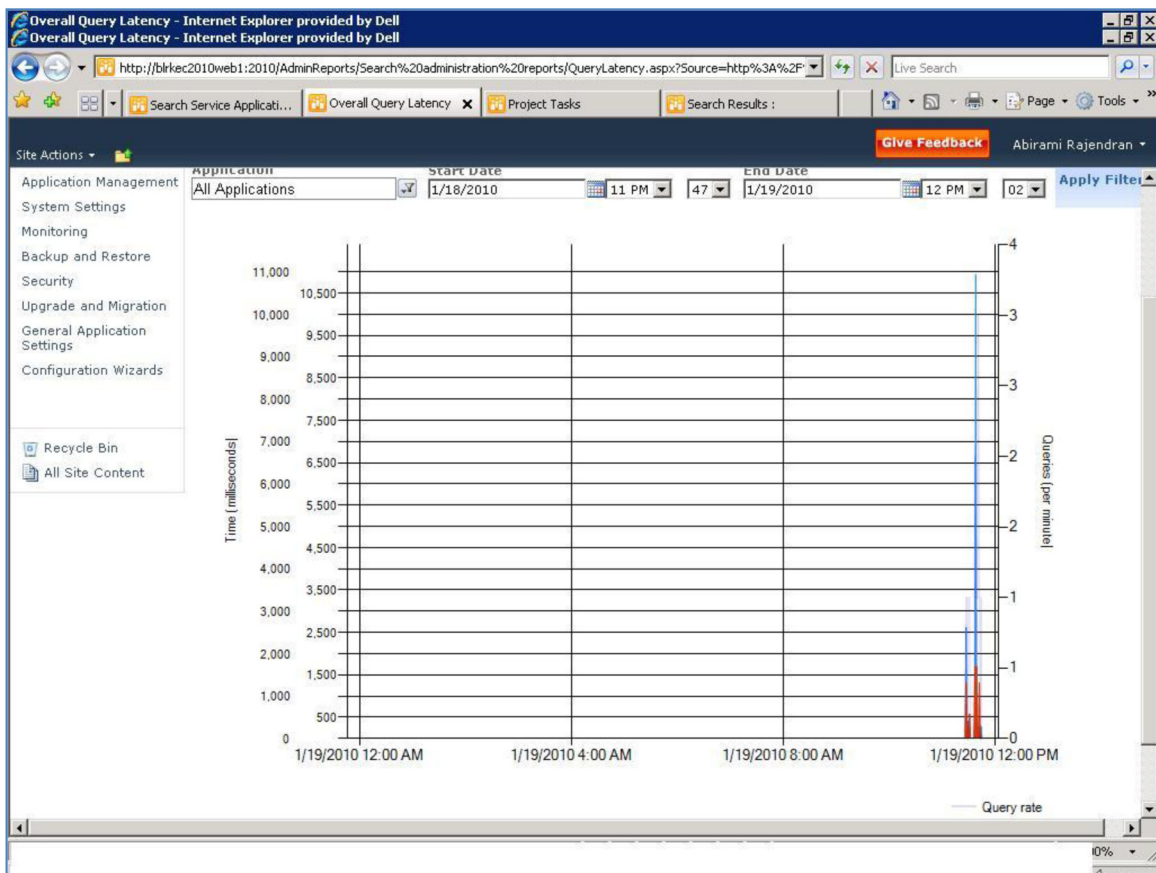 Overall Query Latency - Internet Explorer provided by Dell
Overall Query Latency - Internet Explorer provided by Dell
http://blrkec2010web1:2010/AdminReports/Search%20administration%20reports/QueryLatency.aspx?Source=http%3A%2F
Live Search
Search Service Applicati...
Overall Query Latency
Project Tasks
Search Results :
Page
Tools
Site Actions
Give Feedback
Abirami Rajendran
Application Management
System Settings
Monitoring
Backup and Restore
Security
Upgrade and Migration
General Application
Settings
Configuration Wizards
Recycle Bin
All Site Content
Application
Start Date
End Date
All Applications
1/18/2010
11 PM
47
1/19/2010
12 PM
02
Apply Filter
11,000
10,500
10,000
9,500
9,000
8,500
8,000
7,500
7,000
6,500
6,000
5,500
5,000
4,500
4,000
3,500
3,000
2,500
2,000
1,500
1,000
500
0
Time (milliseconds)
4
3
3
2
2
1
1
0
Queries (per minute)
1/19/2010 12:00 AM
1/19/2010 4:00 AM
1/19/2010 8:00 AM
1/19/2010 12:00 PM
Query rate